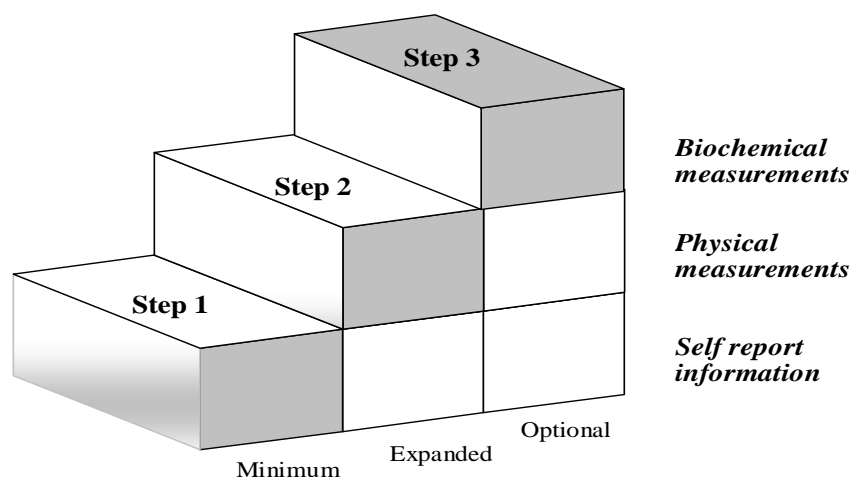 Step 3
Step 2
Step 1
Biochemical
measurements
Physical
measurements
Self report
information
Minimum
Expanded
Optional